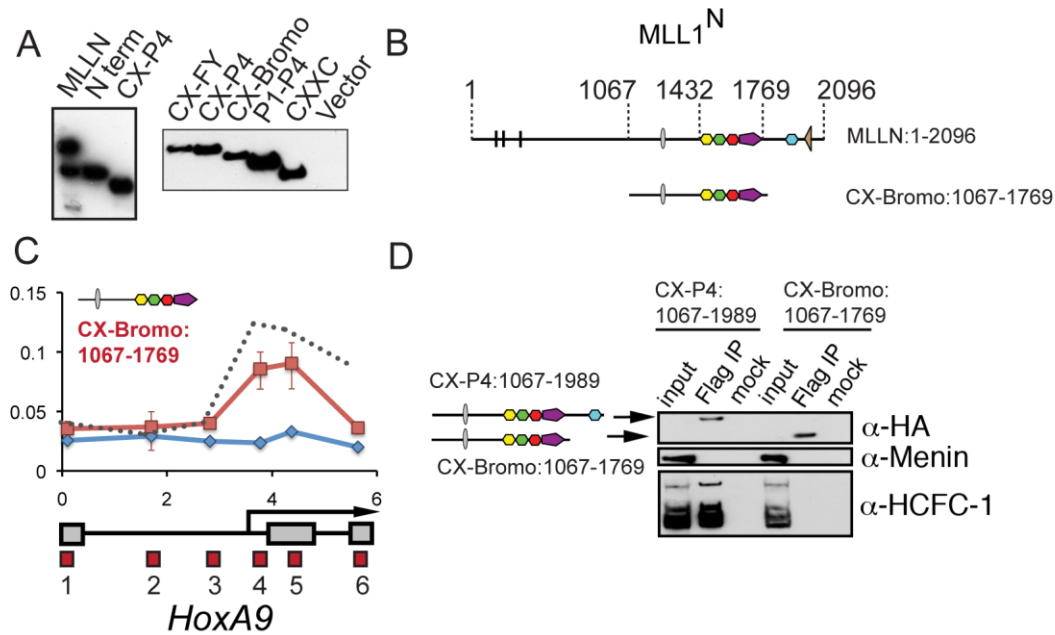 A
MLLN
N term
CX-P4
CX-FY
CX-P4
CX-Bromo
P1-P4
CXXC
Vector
B
MLL1N
1 1067 1432 1769 2096
MLLN:1-2096
CX-Bromo:1067-1769
C
0.15
0.1
0.05
0
CX-Bromo:
1067-1769
0 2 4 6
1 2 3 4 5 6
HoxA9
D
CX-P4:
1067-1989
CX-Bromo:
1067-1769
input
Flag IP
mock
input
Flag IP
mock
CX-P4:1067-1989
CX-Bromo:1067-1769
α-HA
α-Menin
α-HCFC-1